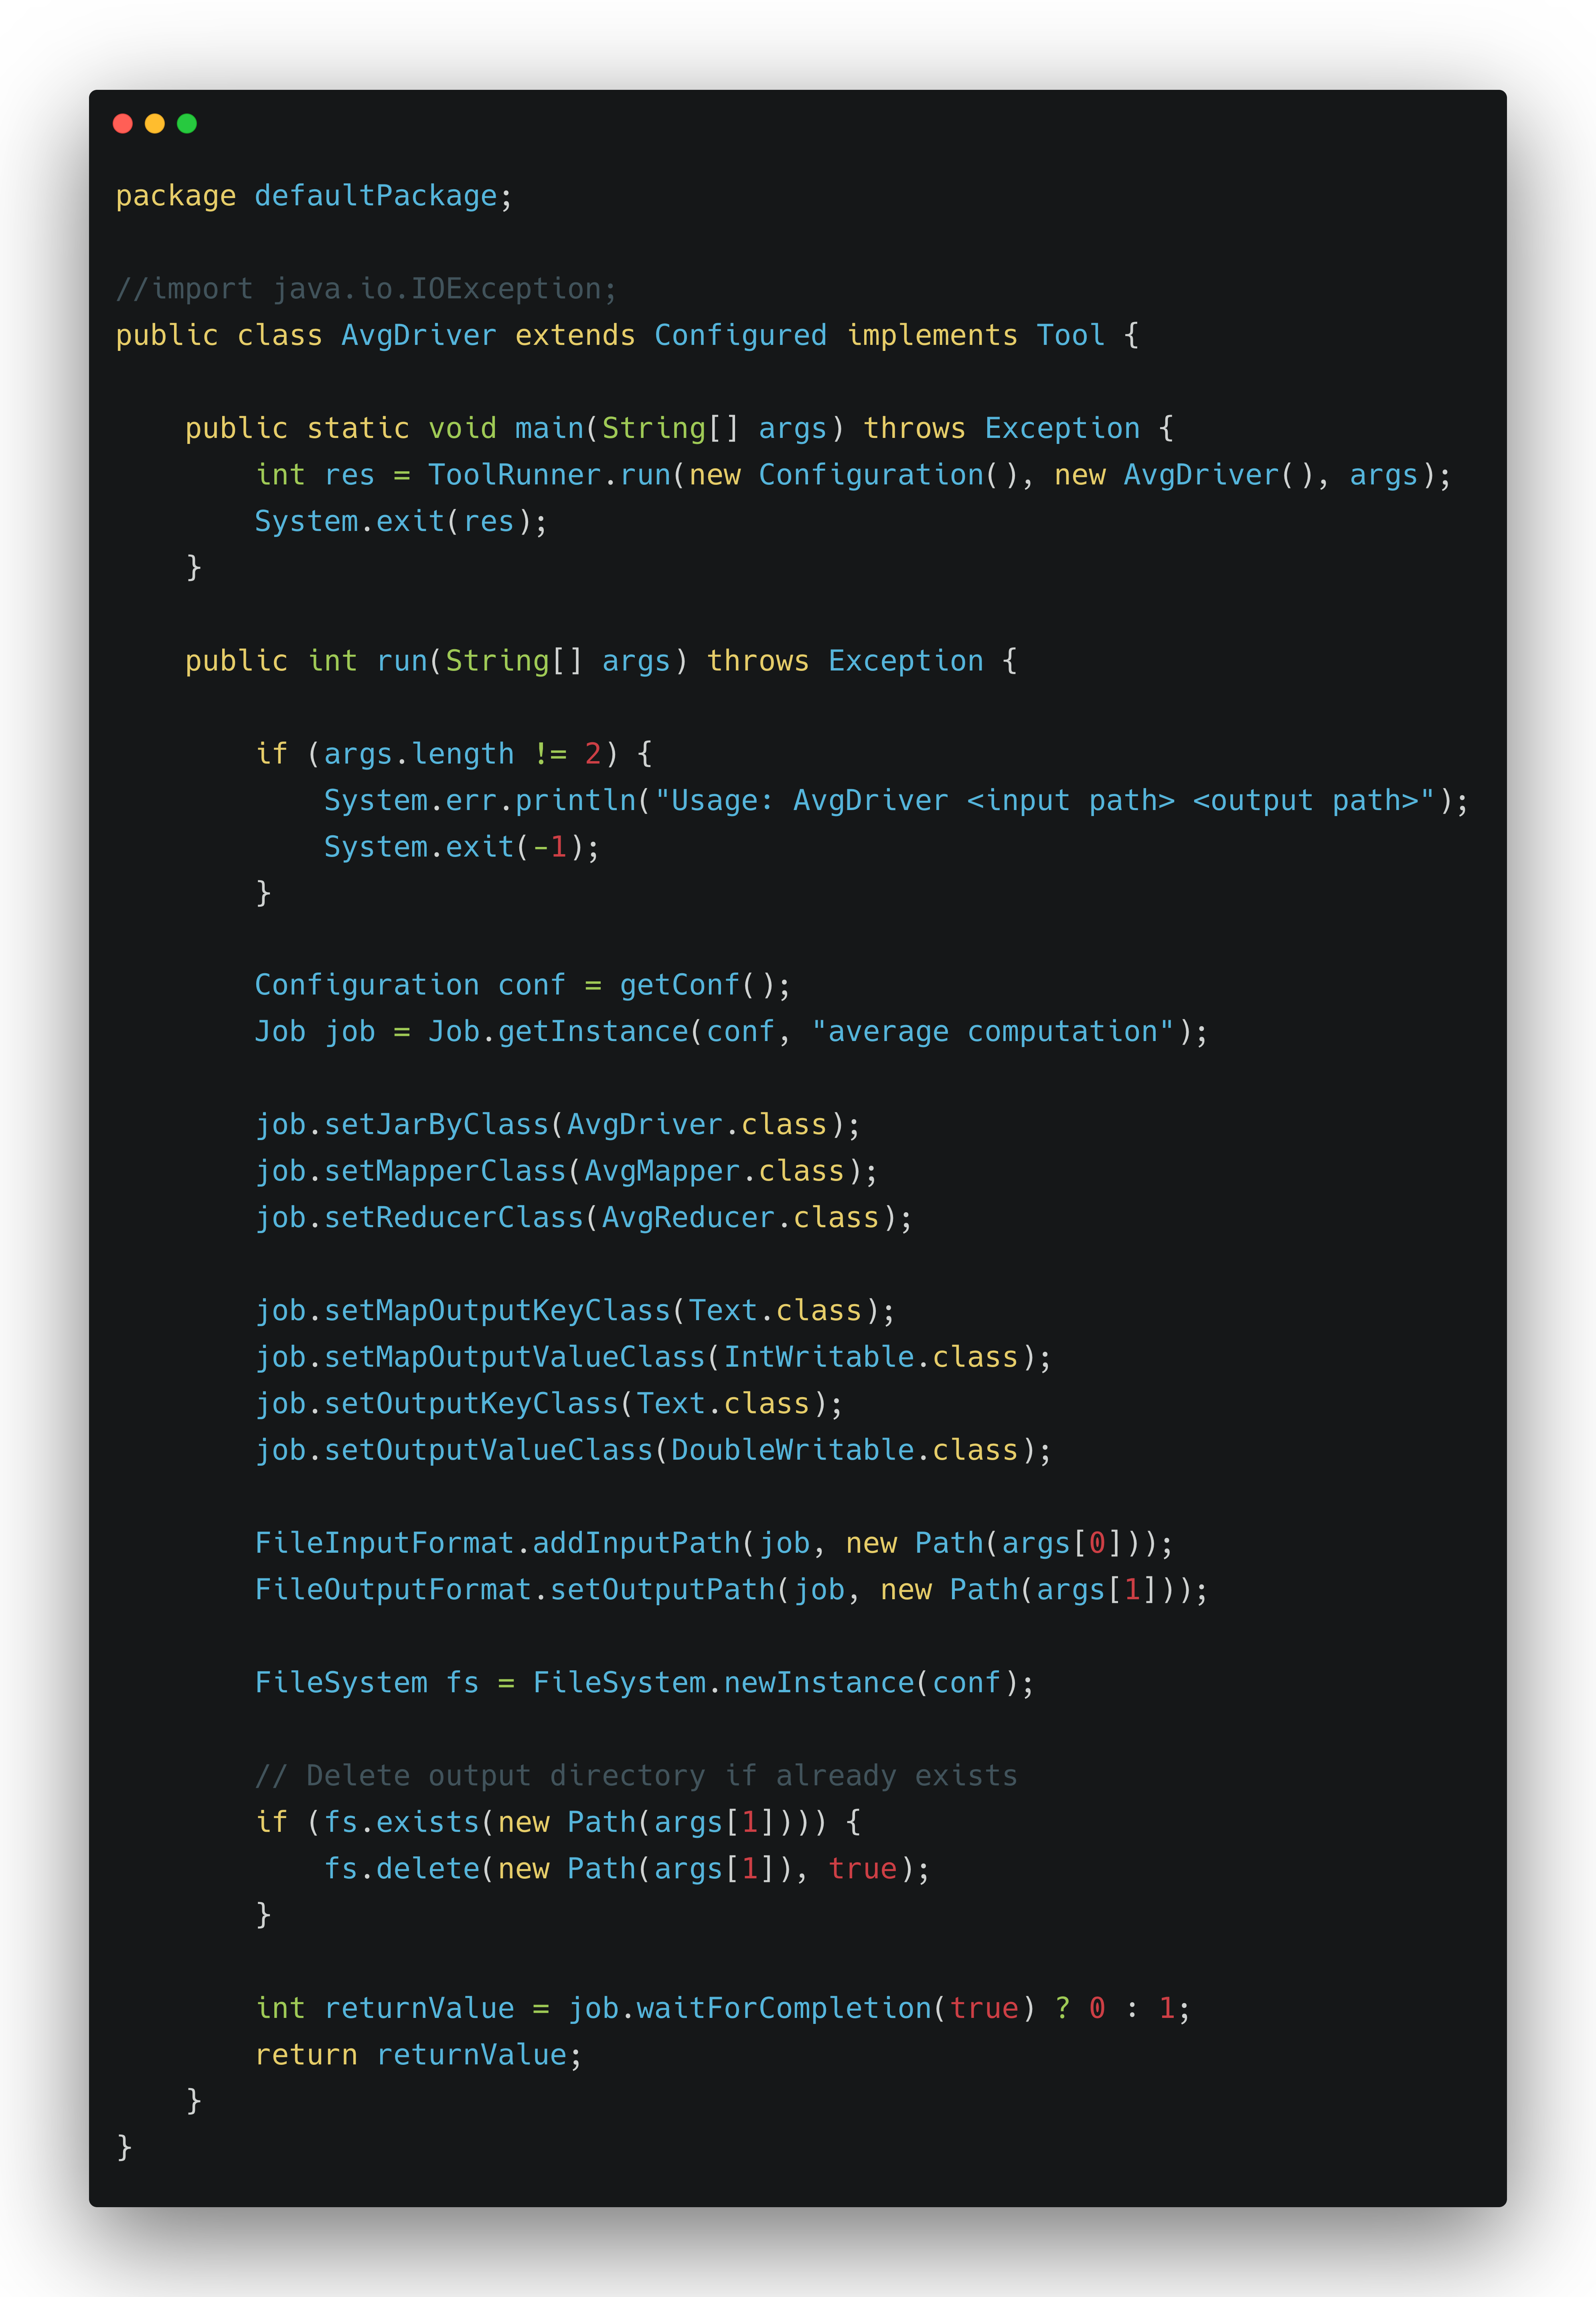 package defaultPackage;
//import java.io.IOException;
public class AvgDriver extends Configured implements Tool {
    public static void main(String[] args) throws Exception {
        int res = ToolRunner.run(new Configuration(), new AvgDriver(), args);
        System.exit(res);
    }
    public int run(String[] args) throws Exception {
        if (args.length != 2) {
            System.err.println("Usage: AvgDriver <input path> <output path>");
            System.exit(-1);
        }
        Configuration conf = getConf();
        Job job = Job.getInstance(conf, "average computation");
        job.setJarByClass(AvgDriver.class);
        job.setMapperClass(AvgMapper.class);
        job.setReducerClass(AvgReducer.class);
        job.setMapOutputKeyClass(Text.class);
        job.setMapOutputValueClass(IntWritable.class);
        job.setOutputKeyClass(Text.class);
        job.setOutputValueClass(DoubleWritable.class);
        FileInputFormat.addInputPath(job, new Path(args[0]));
        FileOutputFormat.setOutputPath(job, new Path(args[1]));
        FileSystem fs = FileSystem.newInstance(conf);
        // Delete output directory if already exists
        if (fs.exists(new Path(args[1]))) {
            fs.delete(new Path(args[1]), true);
        }
        int returnValue = job.waitForCompletion(true) ? 0 : 1;
        return returnValue;
    }
}